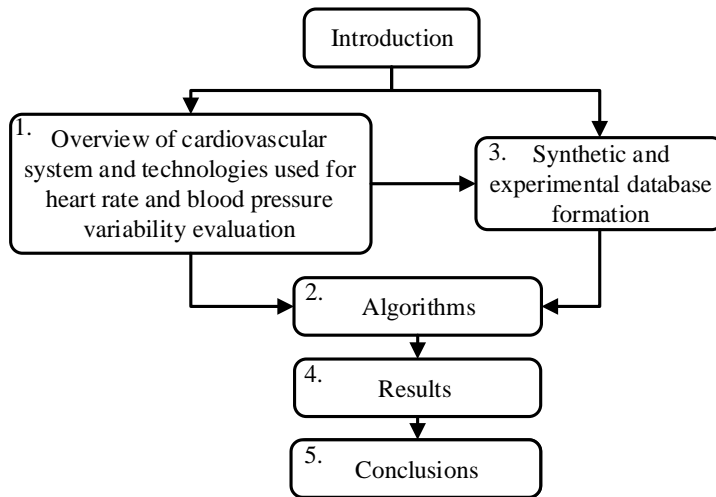 Introduction
1.
Overview of cardiovascular
system and technologies used for
heart rate and blood pressure
variability evaluation
3.
Synthetic and
experimental database
formation
2.
Algorithms
4.
Results
5.
Conclusions